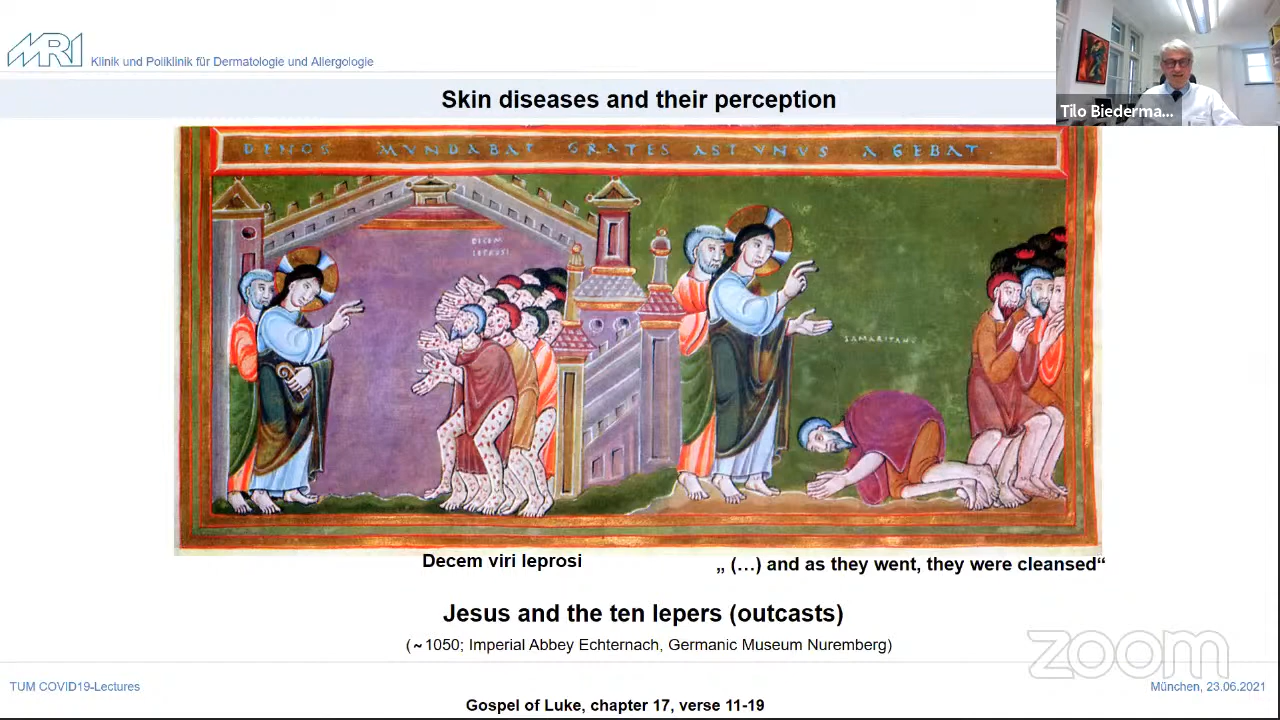 MRI
Klinik und Poliklinik für Dermatologie und Allergologie
Tilo Biederma...
Skin diseases and their perception
DENOS MVNDABAT GRATES AST VNVS AGEBAT.
DECEM
LEPROSI
SAMARITANVS
Decem viri leprosi
„ (…) and as they went, they were cleansed“
Jesus and the ten lepers (outcasts)
(~1050; Imperial Abbey Echternach, Germanic Museum Nuremberg)
zoom
TUM COVID19-Lectures
München, 23.06.2021
Gospel of Luke, chapter 17, verse 11-19